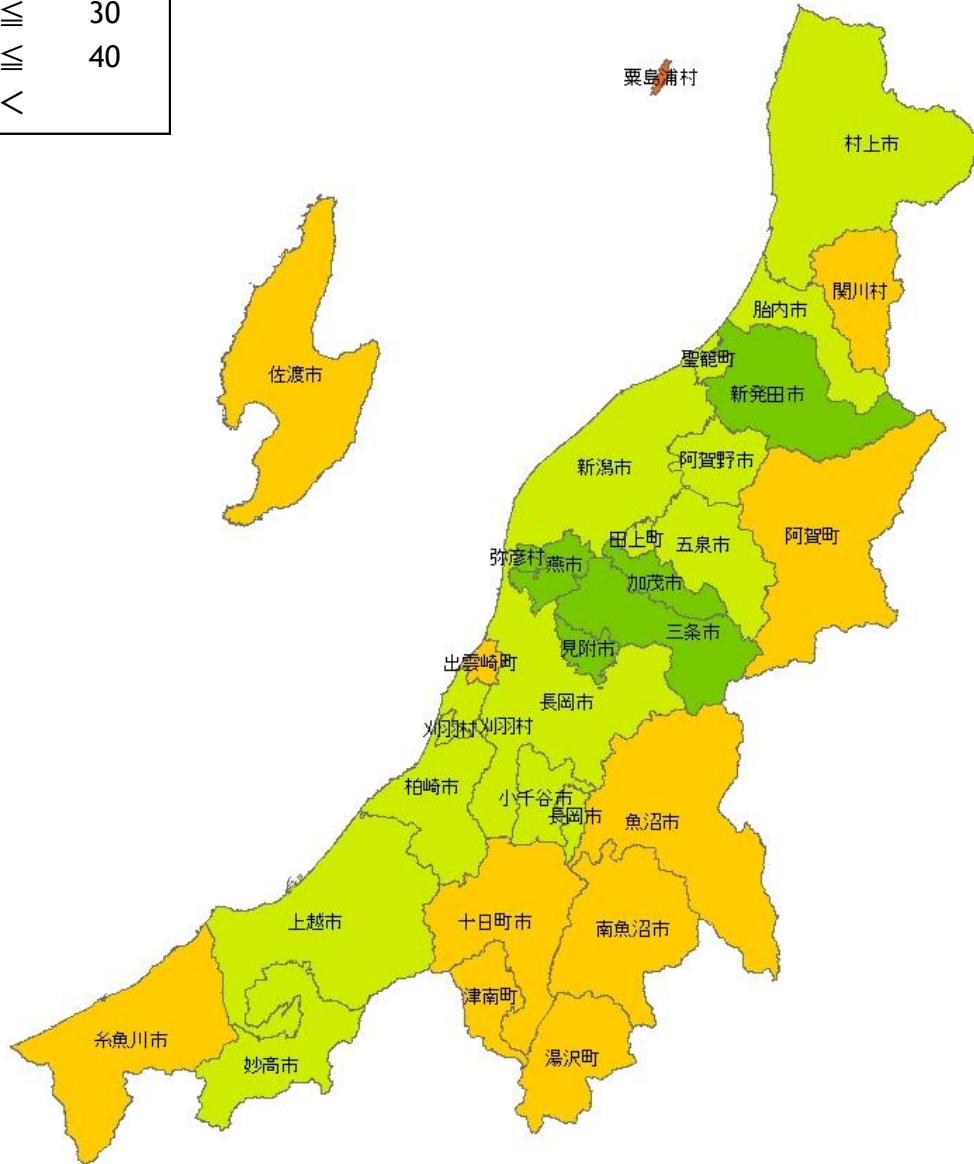 ≦ 30
≦ 40
<
粟島浦村
村上市
関川村
胎内市
聖籠町
佐渡市
新発田市
新潟市
阿賀野市
阿賀町
田上町
五泉市
弥彦村
燕市
加茂市
三条市
見附市
出雲崎町
長岡市
刈羽村
刈羽村
柏崎市
小千谷市
長岡市
魚沼市
上越市
十日町市
南魚沼市
津南町
糸魚川市
湯沢町
妙高市